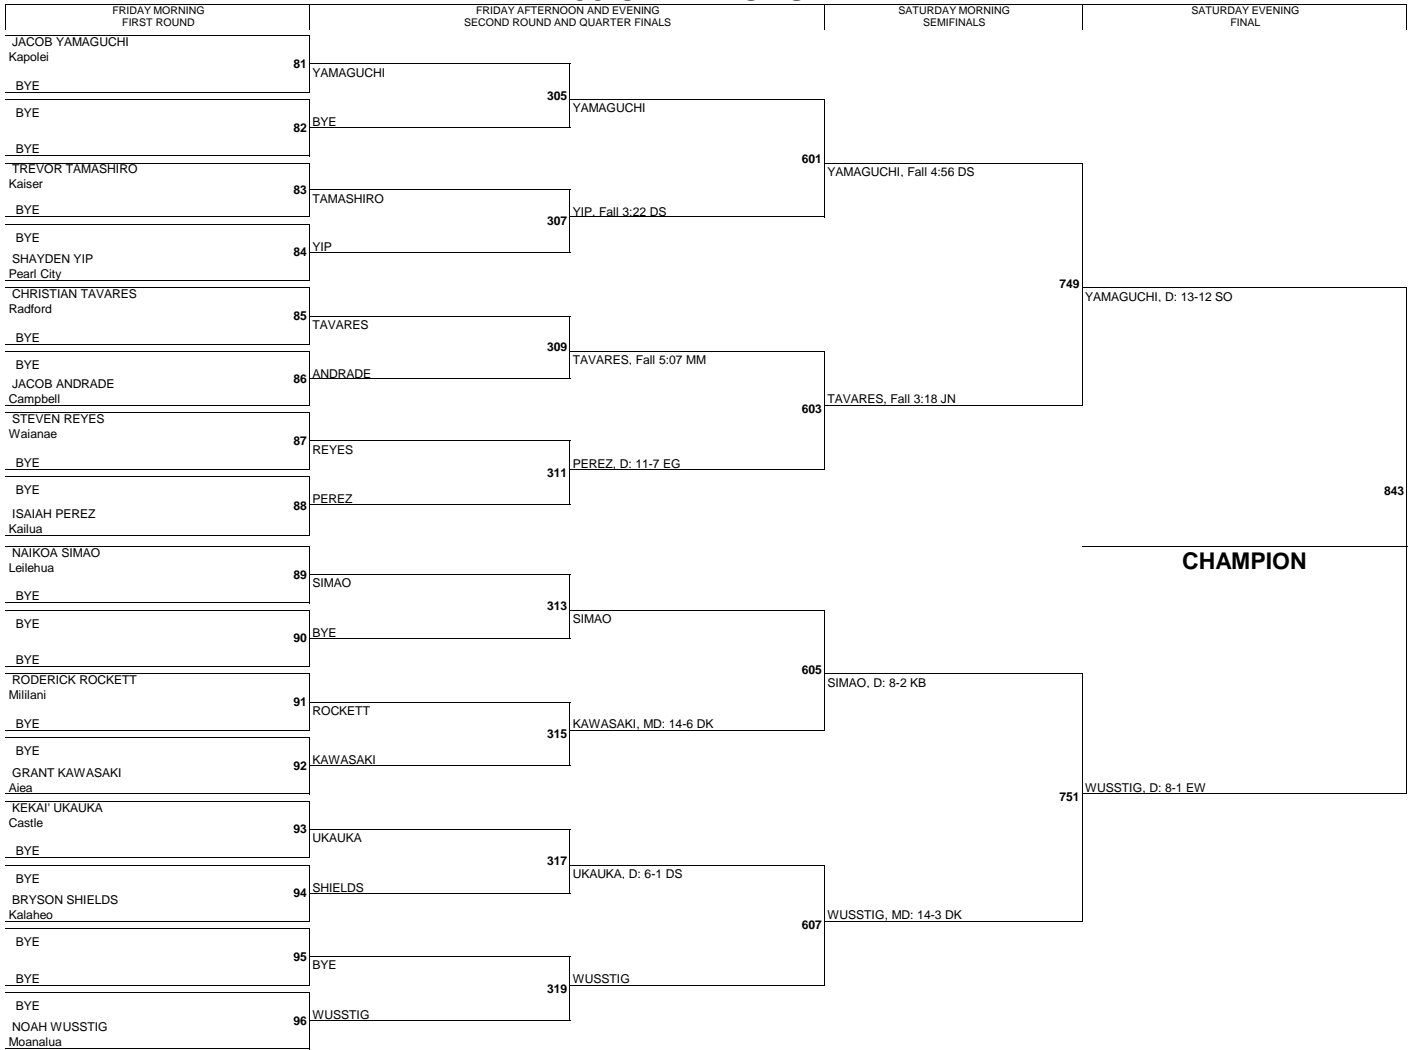 FRIDAY MORNING
FIRST ROUND
FRIDAY AFTERNOON AND EVENING
SECOND ROUND AND QUARTER FINALS
SATURDAY MORNING
SEMIFINALS
SATURDAY EVENING
FINAL
JACOB YAMAGUCHI
Kapolei
81
BYE
BYE
82
BYE
TREVOR TAMASHIRO
Kaiser
83
BYE
BYE
84
SHAYDEN YIP
Pearl City
CHRISTIAN TAVARES
Radford
85
BYE
BYE
86
JACOB ANDRADE
Campbell
STEVEN REYES
Waianae
87
BYE
BYE
88
ISAIAH PEREZ
Kailua
NAIKOA SIMAO
Leilehua
89
BYE
BYE
90
BYE
RODERICK ROCKETT
Mililani
91
BYE
BYE
92
GRANT KAWASAKI
Aiea
KEKAI' UKAUKA
Castle
93
BYE
BYE
94
BRYSON SHIELDS
Kalaheo
BYE
95
BYE
BYE
96
NOAH WUSSTIG
Moanalua
YAMAGUCHI
305
BYE
TAMASHIRO
307
YIP
TAVARES
309
ANDRADE
REYES
311
PEREZ
SIMAO
313
BYE
ROCKETT
315
KAWASAKI
UKAUKA
317
SHIELDS
BYE
319
WUSSTIG
YAMAGUCHI
601
YIP, Fall 3:22 DS
TAVARES, Fall 5:07 MM
603
PEREZ, D: 11-7 EG
SIMAO
605
KAWASAKI, MD: 14-6 DK
UKAUKA, D: 6-1 DS
607
WUSSTIG
YAMAGUCHI, Fall 4:56 DS
749
TAVARES, Fall 3:18 JN
SIMAO, D: 8-2 KB
751
WUSSTIG, MD: 14-3 DK
YAMAGUCHI, D: 13-12 SO
843
CHAMPION
WUSSTIG, D: 8-1 EW